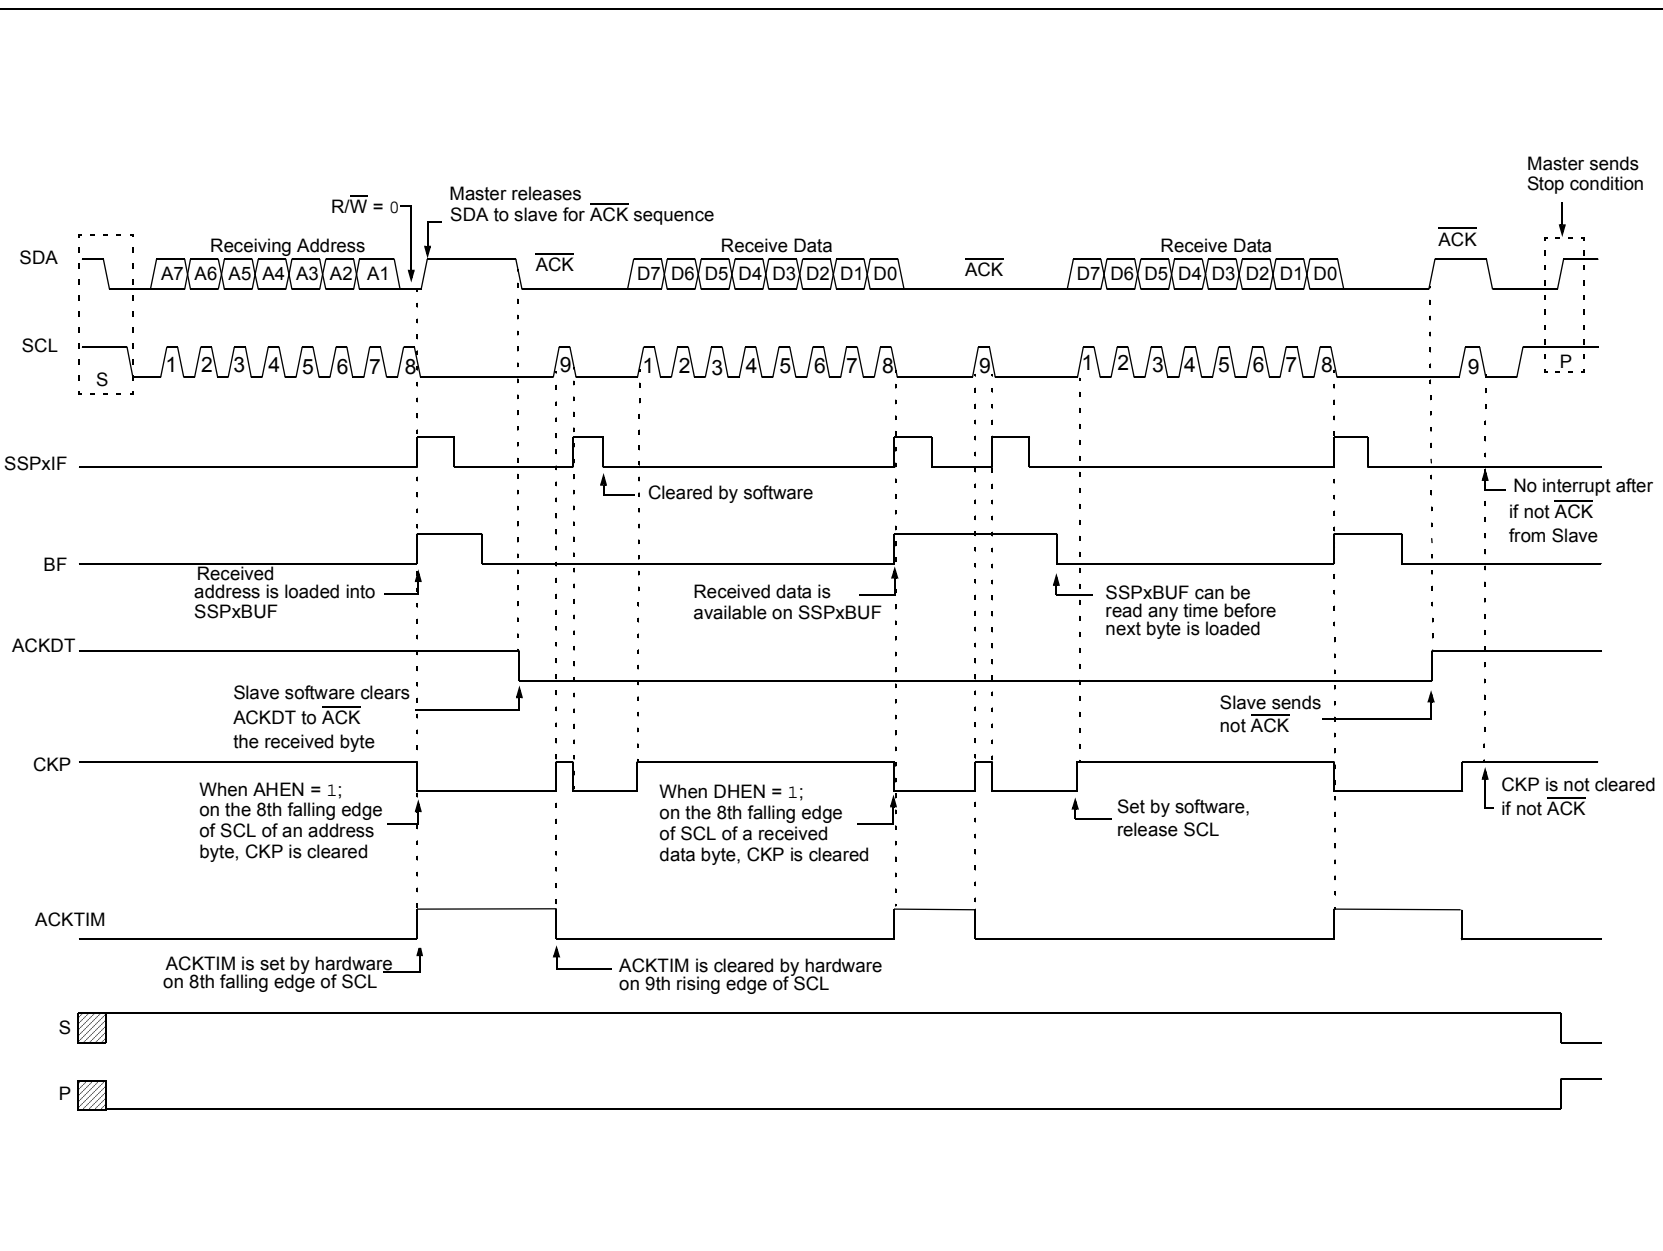 Master sends
Stop condition
Master releases
SDA to slave for ACK sequence
R/W = 0
SDA
Receiving Address
ACK
Receive Data
ACK
Receive Data
ACK
A7 A6 A5 A4 A3 A2 A1
D7 D6 D5 D4 D3 D2 D1 D0
D7 D6 D5 D4 D3 D2 D1 D0
SCL
S
1 2 3 4 5 6 7 8 9
1 2 3 4 5 6 7 8 9
1 2 3 4 5 6 7 8 9
P
SSPxIF
Cleared by software
No interrupt after
if not ACK
from Slave
BF
Received
address is loaded into
SSPxBUF
Received data is
available on SSPxBUF
SSPxBUF can be
read any time before
next byte is loaded
ACKDT
Slave software clears
ACKDT to ACK
the received byte
Slave sends
not ACK
CKP
When AHEN = 1;
on the 8th falling edge
of SCL of an address
byte, CKP is cleared
When DHEN = 1;
on the 8th falling edge
of SCL of a received
data byte, CKP is cleared
Set by software,
release SCL
CKP is not cleared
if not ACK
ACKTIM
ACKTIM is set by hardware
on 8th falling edge of SCL
ACKTIM is cleared by hardware
on 9th rising edge of SCL
S
P